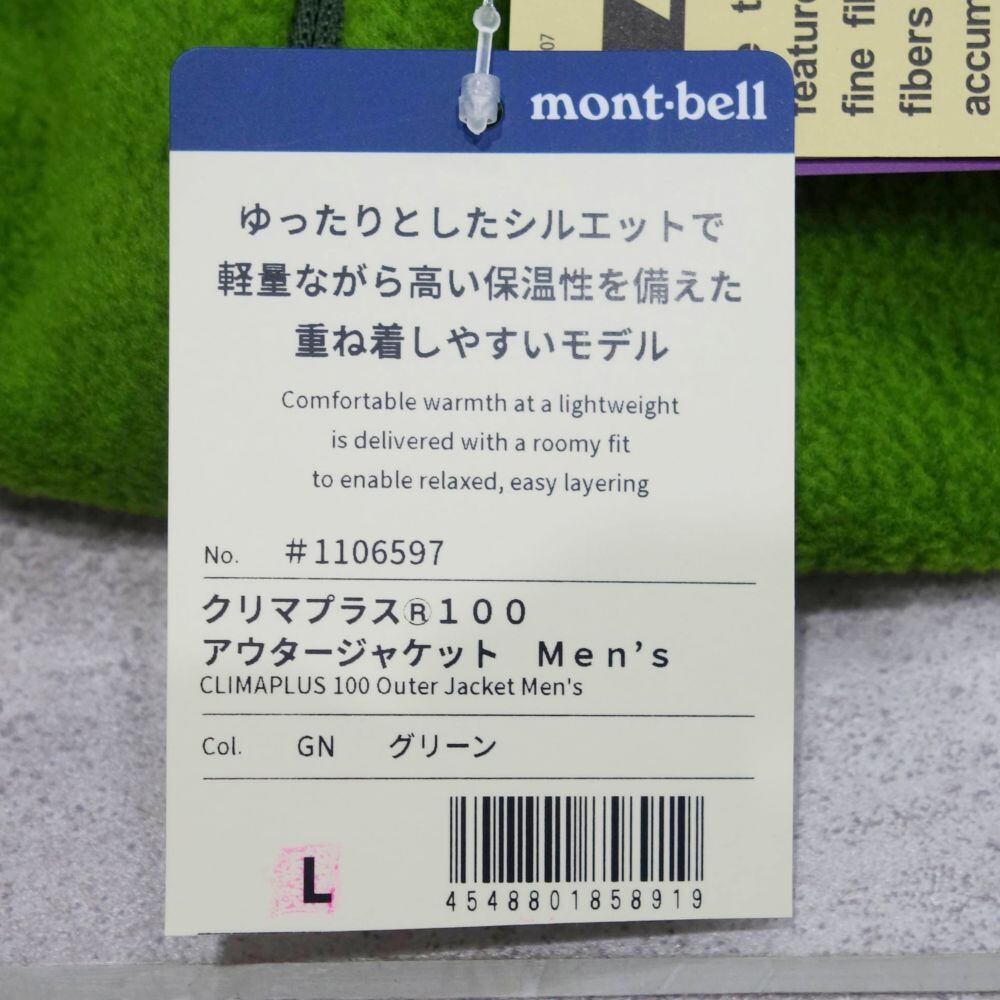 mont·bell
ゆったりとしたシルエットで
軽量ながら高い保温性を備えた
重ね着しやすいモデル
Comfortable warmth at a lightweight
is delivered with a roomy fit
to enable relaxed, easy layering
No. #1106597
クリマプラス®１００
アウタージャケット Ｍｅｎ’ｓ
CLIMAPLUS 100 Outer Jacket Men's
Col. GN グリーン
L
4548801858919
07
fine
fibers